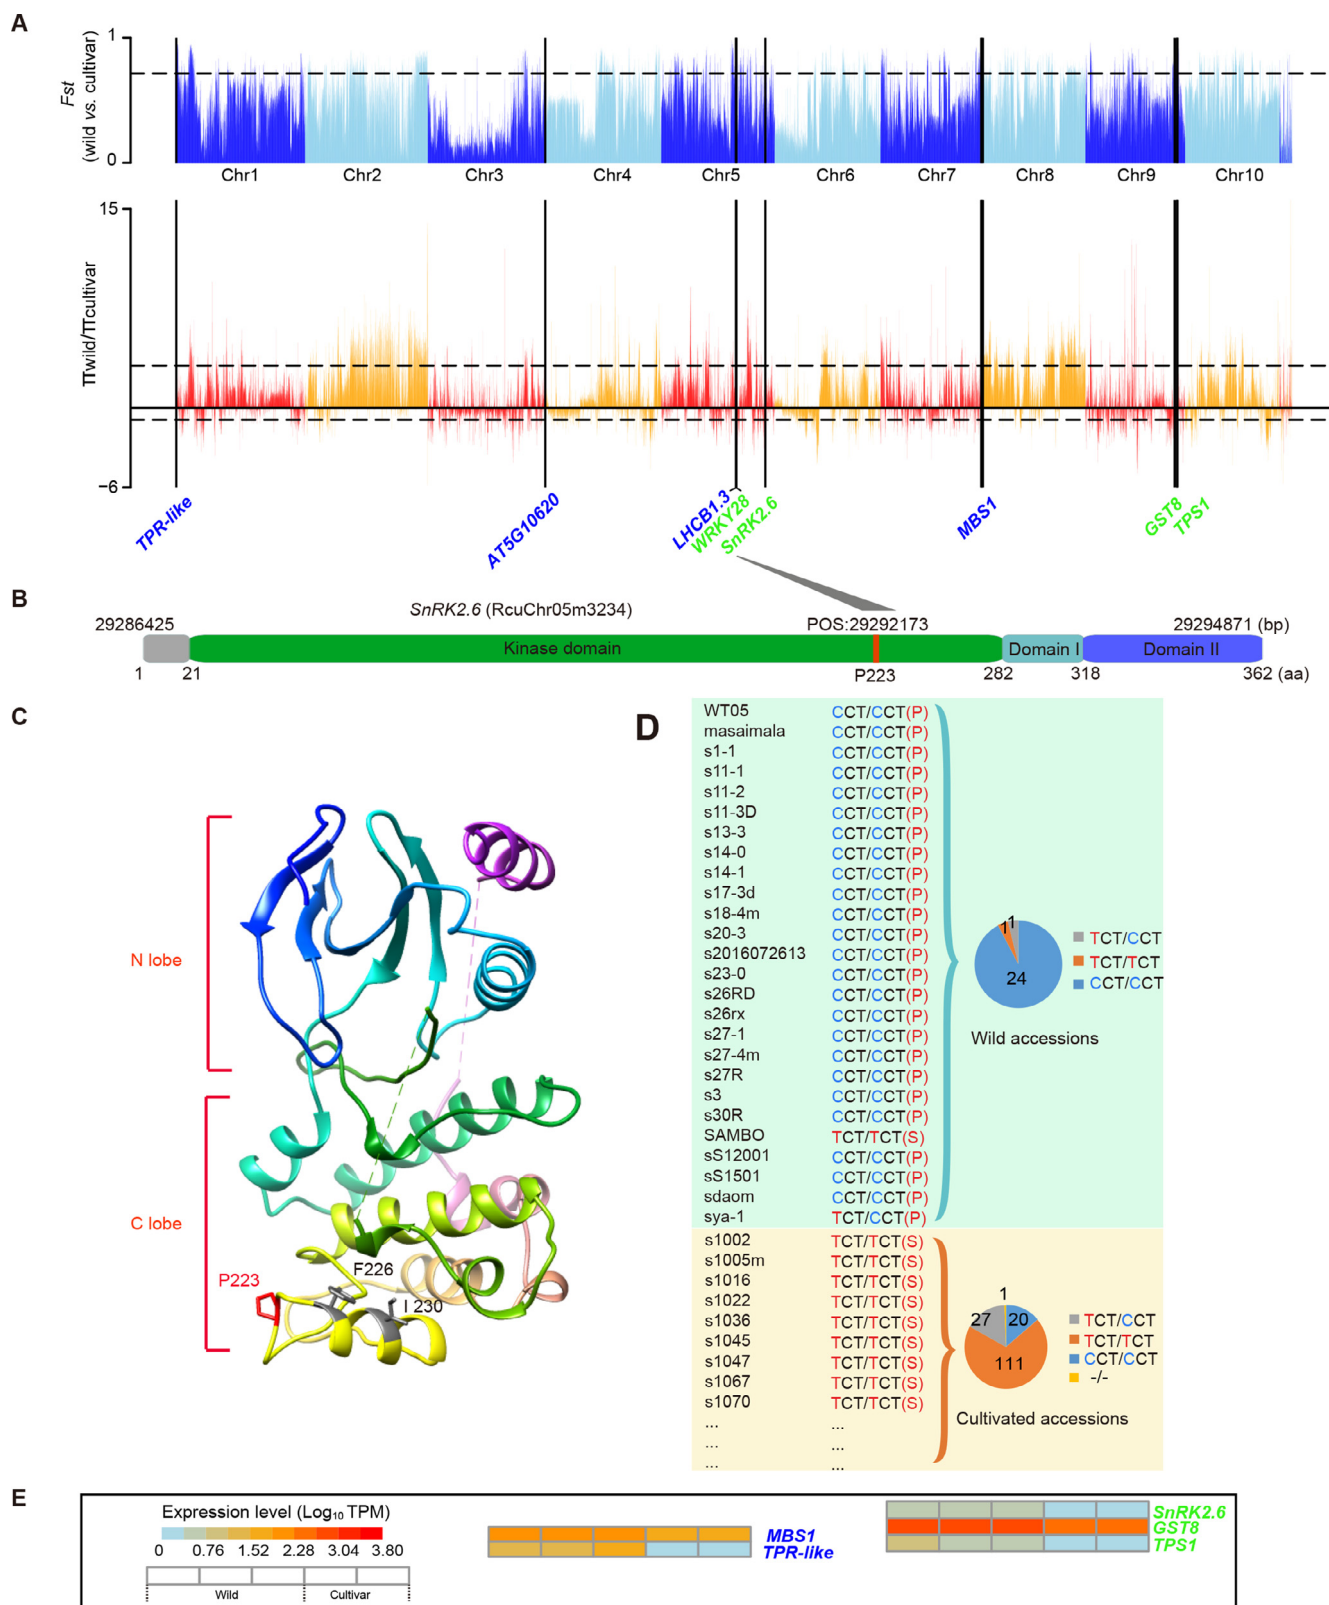 A
Fst
(wild vs. cultivar)
1
0
Chr1 Chr2 Chr3 Chr4 Chr5 Chr6 Chr7 Chr8 Chr9 Chr10
15
πwild/πcultivar
−6
TPR-like
AT5G10620
LHCB1.3
WRKY28
SnRK2.6
MBS1
GST8
TPS1
B
SnRK2.6 (RcuChr05m3234)
29286425 POS:29292173 29294871 (bp)
Kinase domain Domain I Domain II
1 21 P223 282 318 362 (aa)
C
N lobe
C lobe
P223
F226
I 230
D
WT05 CCT/CCT(P)
masaimala CCT/CCT(P)
s1-1 CCT/CCT(P)
s11-1 CCT/CCT(P)
s11-2 CCT/CCT(P)
s11-3D CCT/CCT(P)
s13-3 CCT/CCT(P)
s14-0 CCT/CCT(P)
s14-1 CCT/CCT(P)
s17-3d CCT/CCT(P)
s18-4m CCT/CCT(P)
s20-3 CCT/CCT(P)
s2016072613 CCT/CCT(P)
s23-0 CCT/CCT(P)
s26RD CCT/CCT(P)
s26rx CCT/CCT(P)
s27-1 CCT/CCT(P)
s27-4m CCT/CCT(P)
s27R CCT/CCT(P)
s3 CCT/CCT(P)
s30R CCT/CCT(P)
SAMBO TCT/TCT(S)
sS12001 CCT/CCT(P)
sS1501 CCT/CCT(P)
sdaom CCT/CCT(P)
sya-1 TCT/CCT(P)
1 1
24
TCT/CCT
TCT/TCT
CCT/CCT
Wild accessions
s1002 TCT/TCT(S)
s1005m TCT/TCT(S)
s1016 TCT/TCT(S)
s1022 TCT/TCT(S)
s1036 TCT/TCT(S)
s1045 TCT/TCT(S)
s1047 TCT/TCT(S)
s1067 TCT/TCT(S)
s1070 TCT/TCT(S)
... ...
... ...
... ...
1
27 20
111
TCT/CCT
TCT/TCT
CCT/CCT
-/-
Cultivated accessions
E
Expression level (Log10 TPM)
0 0.76 1.52 2.28 3.04 3.80
Wild Cultivar
MBS1
TPR-like
SnRK2.6
GST8
TPS1